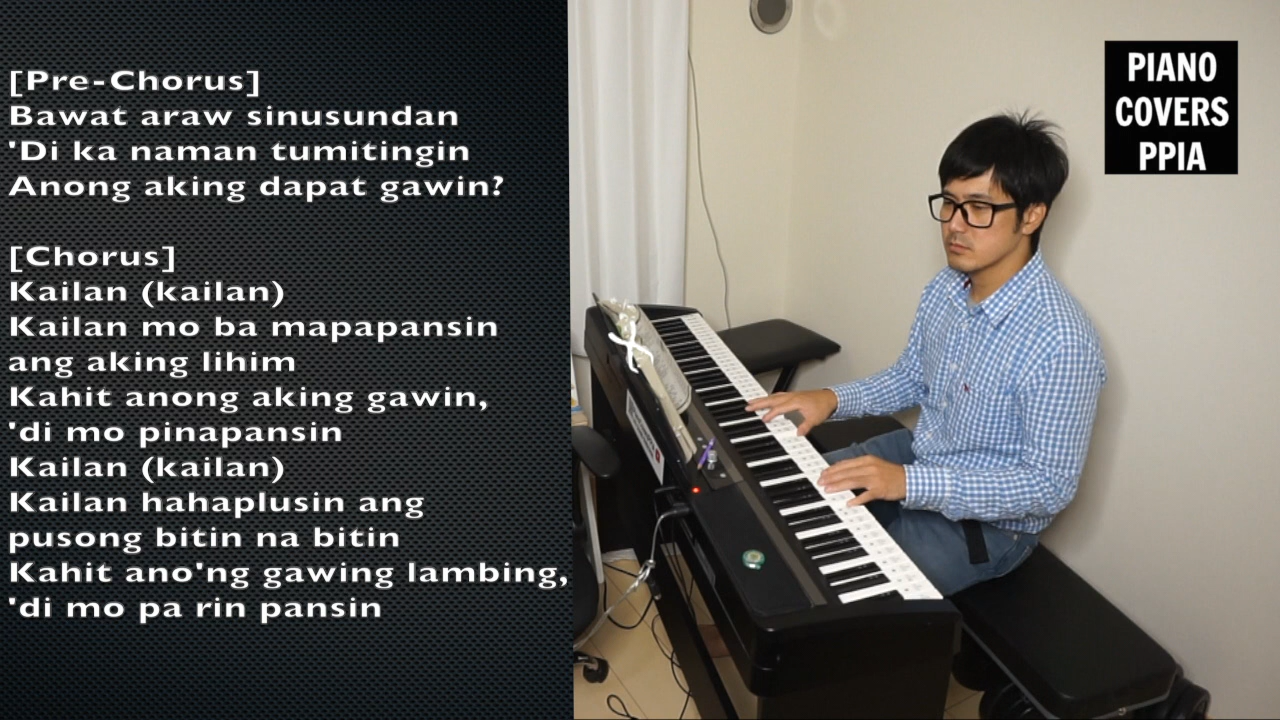 [Pre-Chorus]
Bawat araw sinusundan
'Di ka naman tumitingin
Anong aking dapat gawin?
[Chorus]
Kailan (kailan)
Kailan mo ba mapapansin
ang aking lihim
Kahit anong aking gawin,
'di mo pinapansin
Kailan (kailan)
Kailan hahaplusin ang
pusong bitin na bitin
Kahit ano'ng gawing lambing,
'di mo pa rin pansin
PIANO
COVERS
PPIA